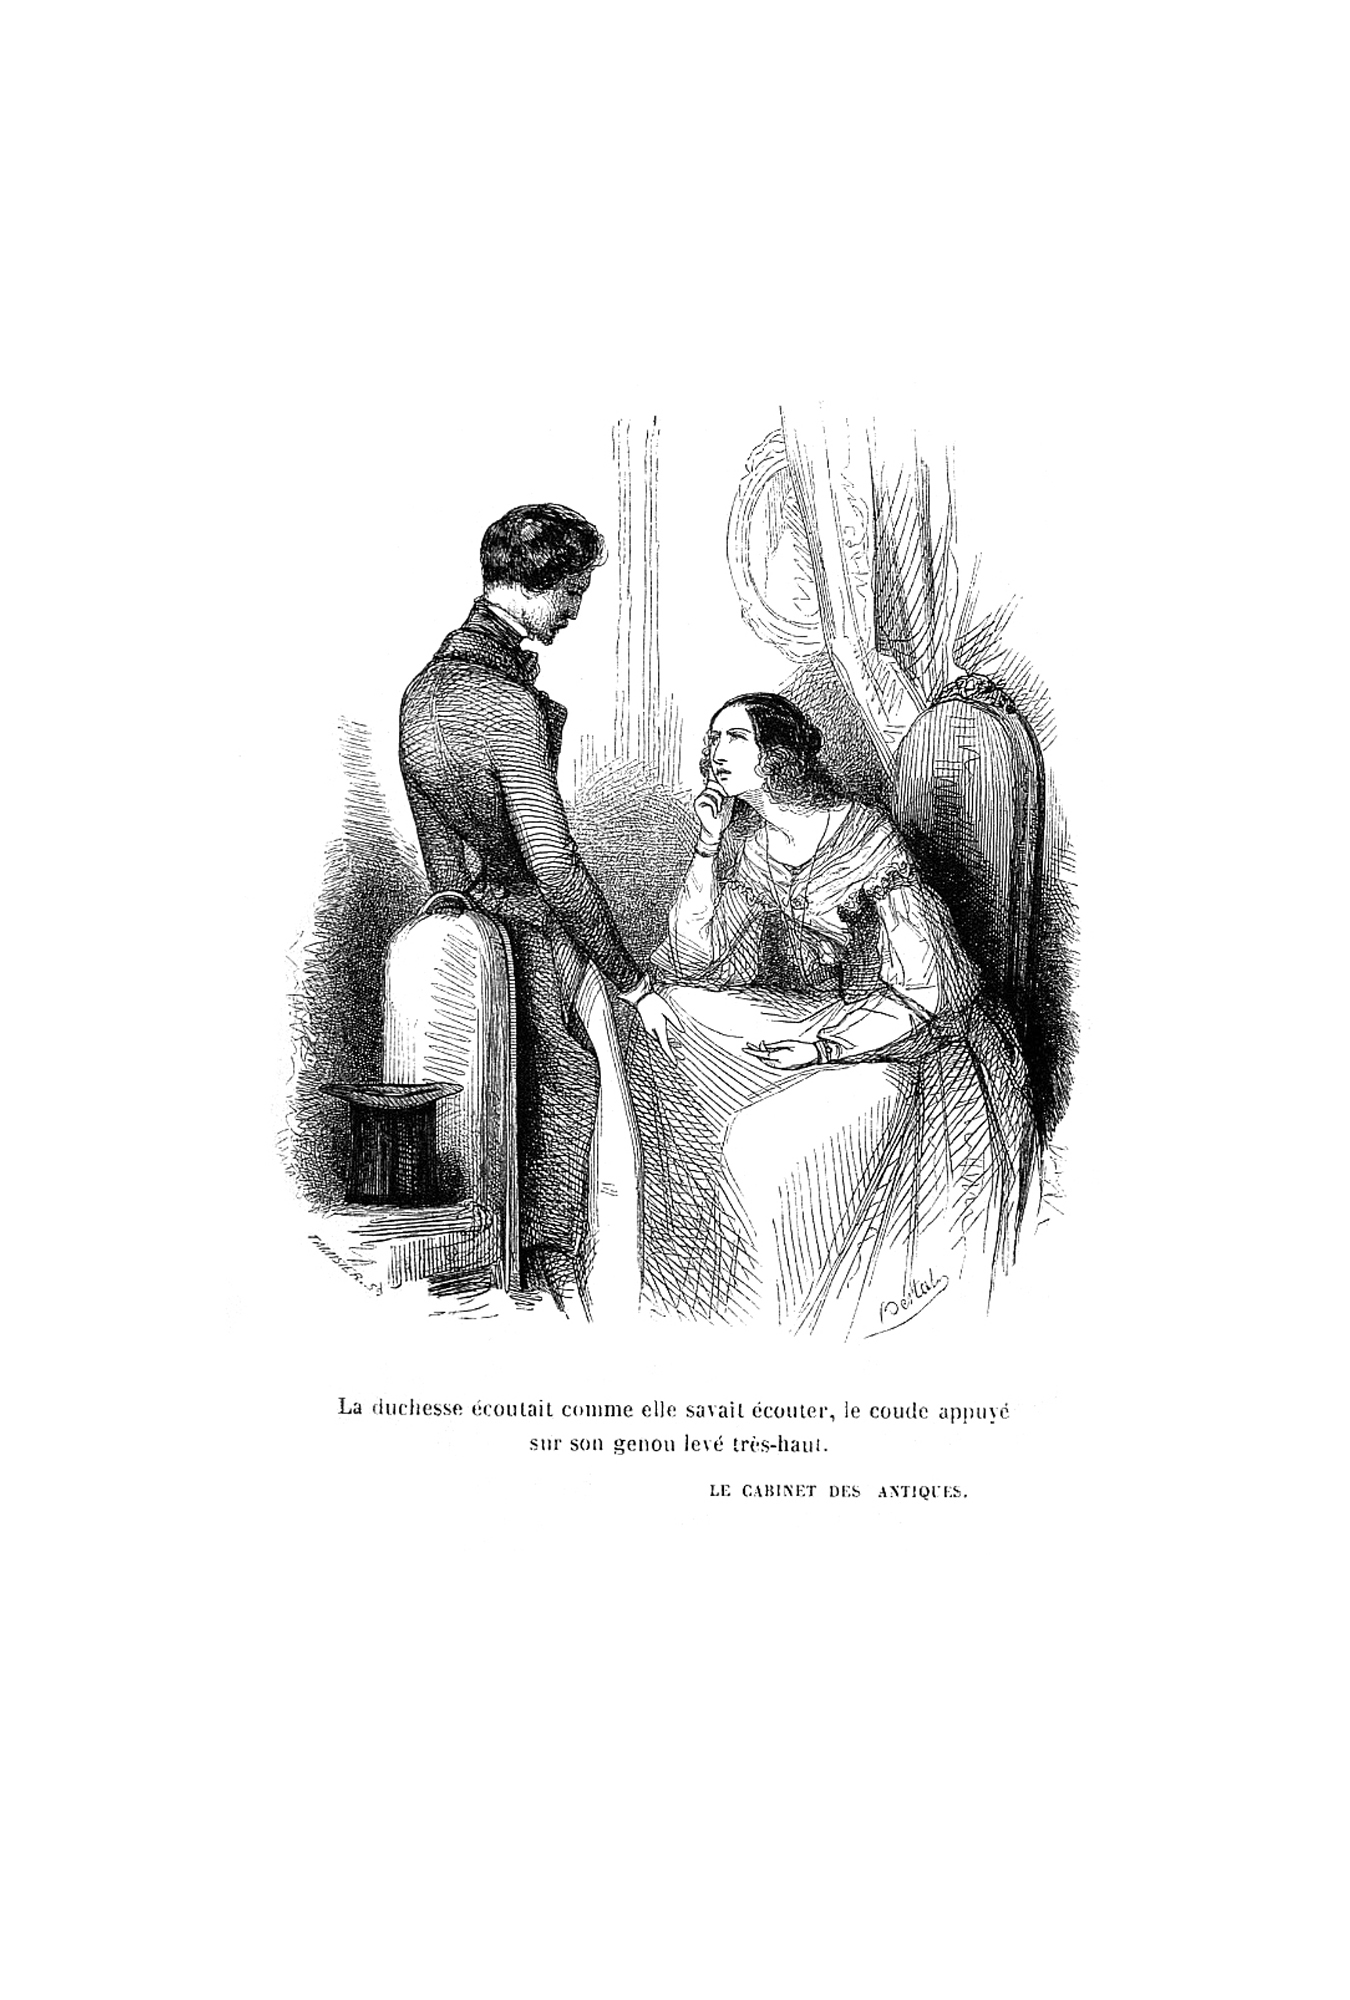 Bertal
La duchesse écoutait comme elle savait écouter, le coude appuyé
sur son genou levé très-haut.
LE CABINET DES ANTIQUES.